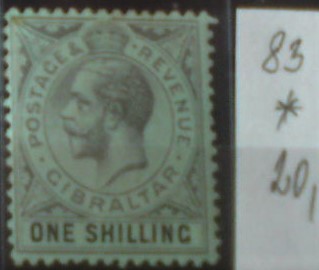 POSTAGE & REVENUE
GIBRALTAR
ONE SHILLING
83
*
20,